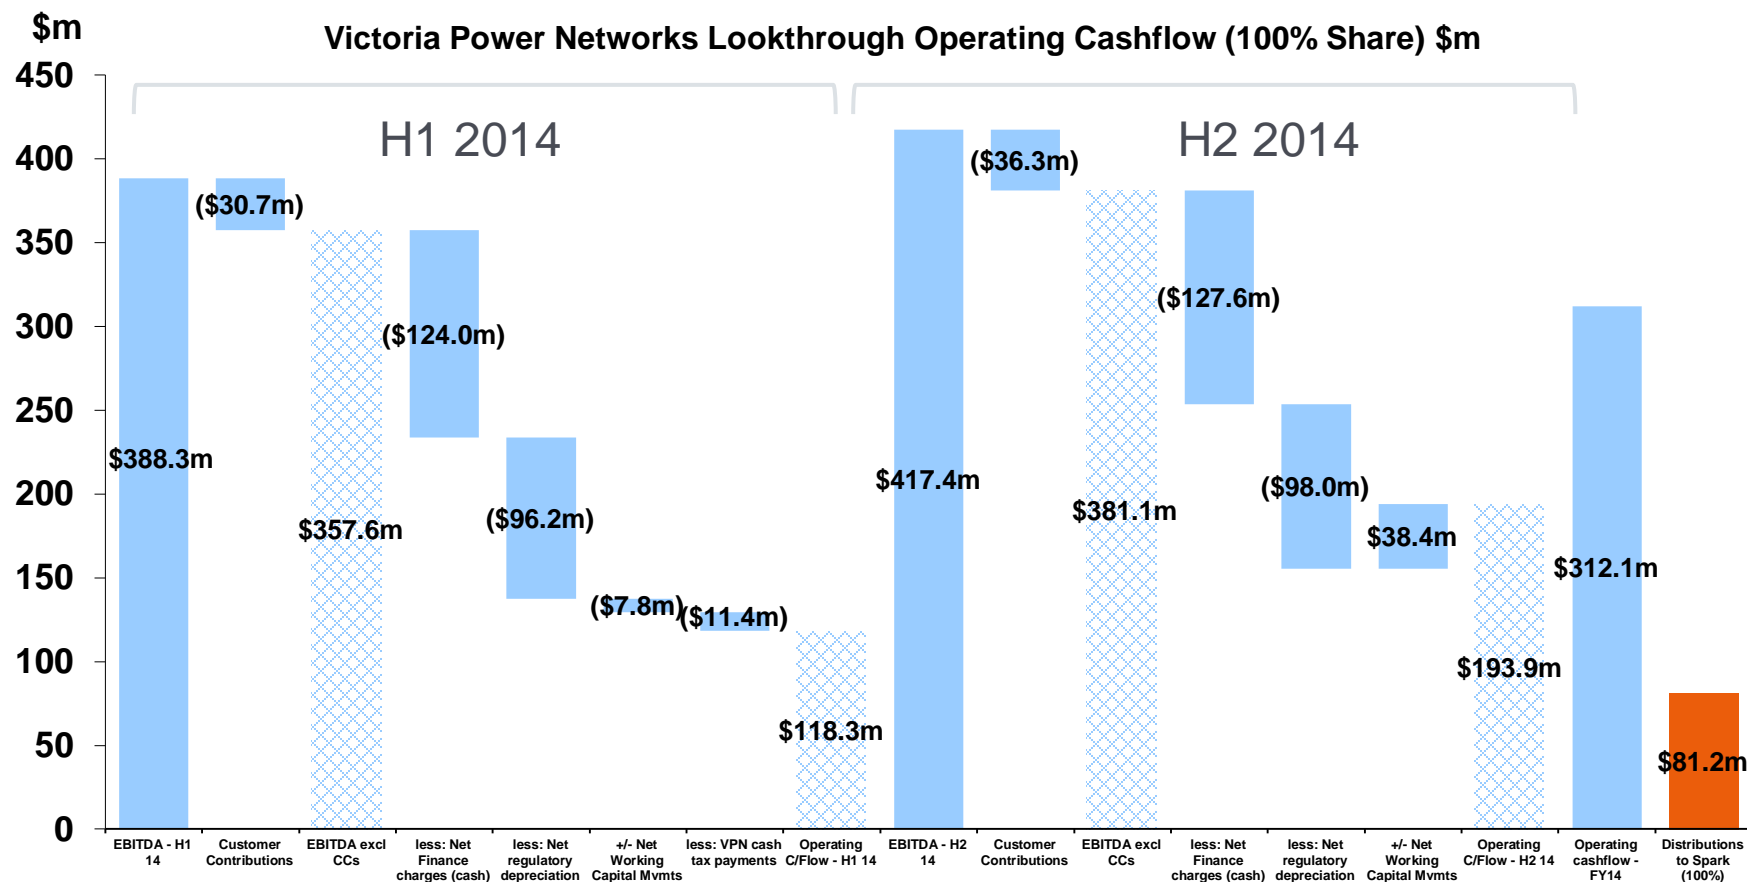 $m
Victoria Power Networks Lookthrough Operating Cashflow (100% Share) $m
450
400
350
300
250
200
150
100
50
0
H1 2014
H2 2014
$388.3m
($30.7m)
$357.6m
($124.0m)
($96.2m)
($7.8m)
($11.4m)
$118.3m
$417.4m
($36.3m)
$381.1m
($127.6m)
($98.0m)
$38.4m
$193.9m
$312.1m
$81.2m
EBITDA - H1
14
Customer
Contributions
EBITDA excl
CCs
less: Net
Finance
charges (cash)
less: Net
regulatory
depreciation
+/- Net
Working
Capital Mvmts
less: VPN cash
tax payments
Operating
C/Flow - H1 14
EBITDA - H2
14
Customer
Contributions
EBITDA excl
CCs
less: Net
Finance
charges (cash)
less: Net
regulatory
depreciation
+/- Net
Working
Capital Mvmts
Operating
C/Flow - H2 14
Operating
cashflow -
FY14
Distributions
to Spark
(100%)